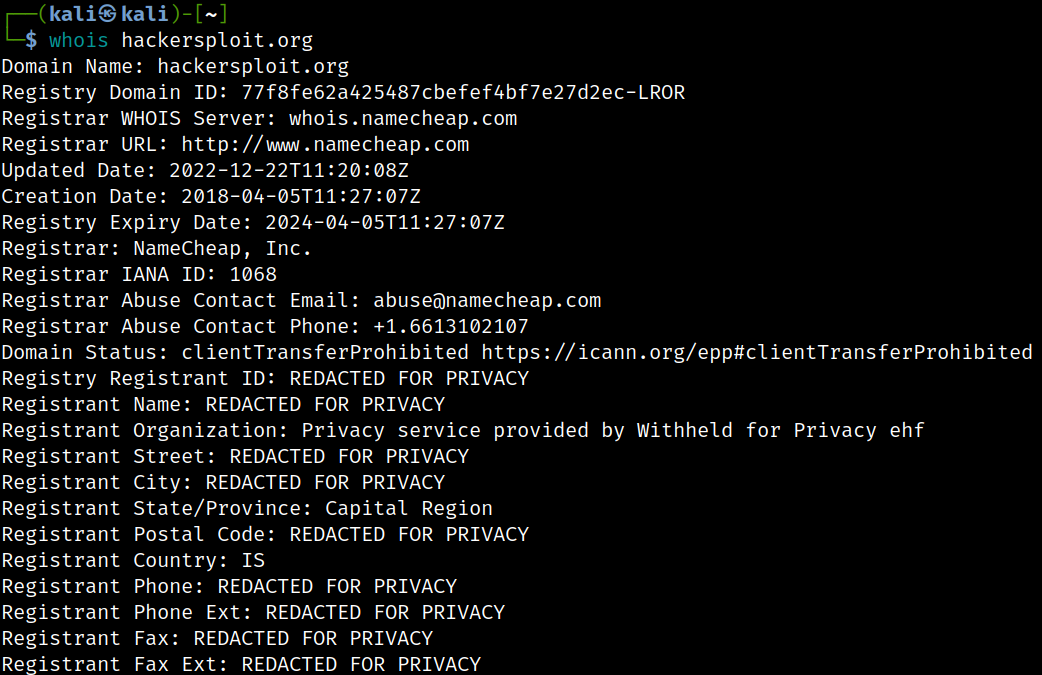 ┌──(kali㉿kali)-[~]
└─$ whois hackersploit.org
Domain Name: hackersploit.org
Registry Domain ID: 77f8fe62a425487cbefef4bf7e27d2ec-LROR
Registrar WHOIS Server: whois.namecheap.com
Registrar URL: http://www.namecheap.com
Updated Date: 2022-12-22T11:20:08Z
Creation Date: 2018-04-05T11:27:07Z
Registry Expiry Date: 2024-04-05T11:27:07Z
Registrar: NameCheap, Inc.
Registrar IANA ID: 1068
Registrar Abuse Contact Email: abuse@namecheap.com
Registrar Abuse Contact Phone: +1.6613102107
Domain Status: clientTransferProhibited https://icann.org/epp#clientTransferProhibited
Registry Registrant ID: REDACTED FOR PRIVACY
Registrant Name: REDACTED FOR PRIVACY
Registrant Organization: Privacy service provided by Withheld for Privacy ehf
Registrant Street: REDACTED FOR PRIVACY
Registrant City: REDACTED FOR PRIVACY
Registrant State/Province: Capital Region
Registrant Postal Code: REDACTED FOR PRIVACY
Registrant Country: IS
Registrant Phone: REDACTED FOR PRIVACY
Registrant Phone Ext: REDACTED FOR PRIVACY
Registrant Fax: REDACTED FOR PRIVACY
Registrant Fax Ext: REDACTED FOR PRIVACY